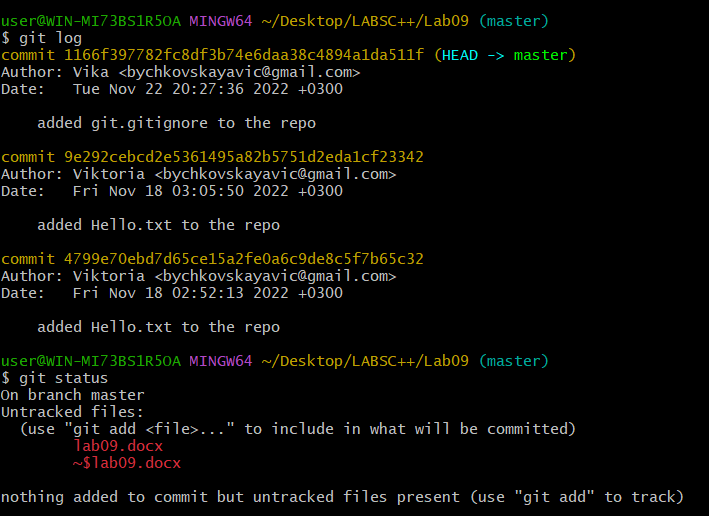 user@WIN-MI73BS1R5OA MINGW64 ~/Desktop/LABSC++/Lab09 (master)
$ git log
commit 1166f397782fc8df3b74e6daa38c4894a1da511f (HEAD -> master)
Author: Vika <bychkovskayavic@gmail.com>
Date:   Tue Nov 22 20:27:36 2022 +0300

    added git.gitignore to the repo

commit 9e292cebcd2e5361495a82b5751d2eda1cf23342
Author: Viktoria <bychkovskayavic@gmail.com>
Date:   Fri Nov 18 03:05:50 2022 +0300

    added Hello.txt to the repo

commit 4799e70ebd7d65ce15a2fe0a6c9de8c5f7b65c32
Author: Viktoria <bychkovskayavic@gmail.com>
Date:   Fri Nov 18 02:52:13 2022 +0300

    added Hello.txt to the repo

user@WIN-MI73BS1R5OA MINGW64 ~/Desktop/LABSC++/Lab09 (master)
$ git status
On branch master
Untracked files:
  (use "git add <file>..." to include in what will be committed)
        lab09.docx
        ~$lab09.docx

nothing added to commit but untracked files present (use "git add" to track)